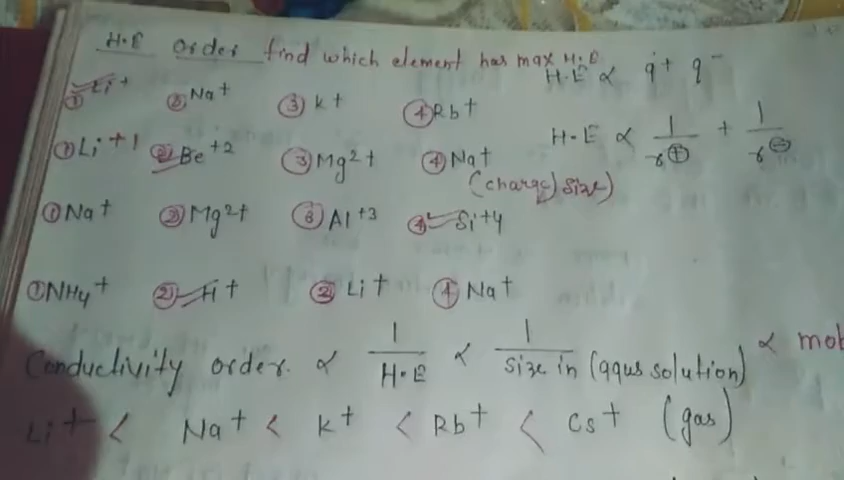 H.E Order find which element has max H.E
H.E ∝ q+ q-
① Li+ ② Na+ ③ K+ ④ Rb+
H.E ∝ 1/r⊕ + 1/r⊖
① Li+1 ② Be+2 ③ Mg2+ ④ Na+
(charge) size)
① Na+ ② Mg2+ ③ Al+3 ④ Si+4
① NH4+ ② H+ ② Li+ ④ Na+
Conductivity order ∝ 1/H.E ∝ 1/size in (aqus solution) ∝ mob
Li+ < Na+ < K+ < Rb+ < Cs+ (gas)